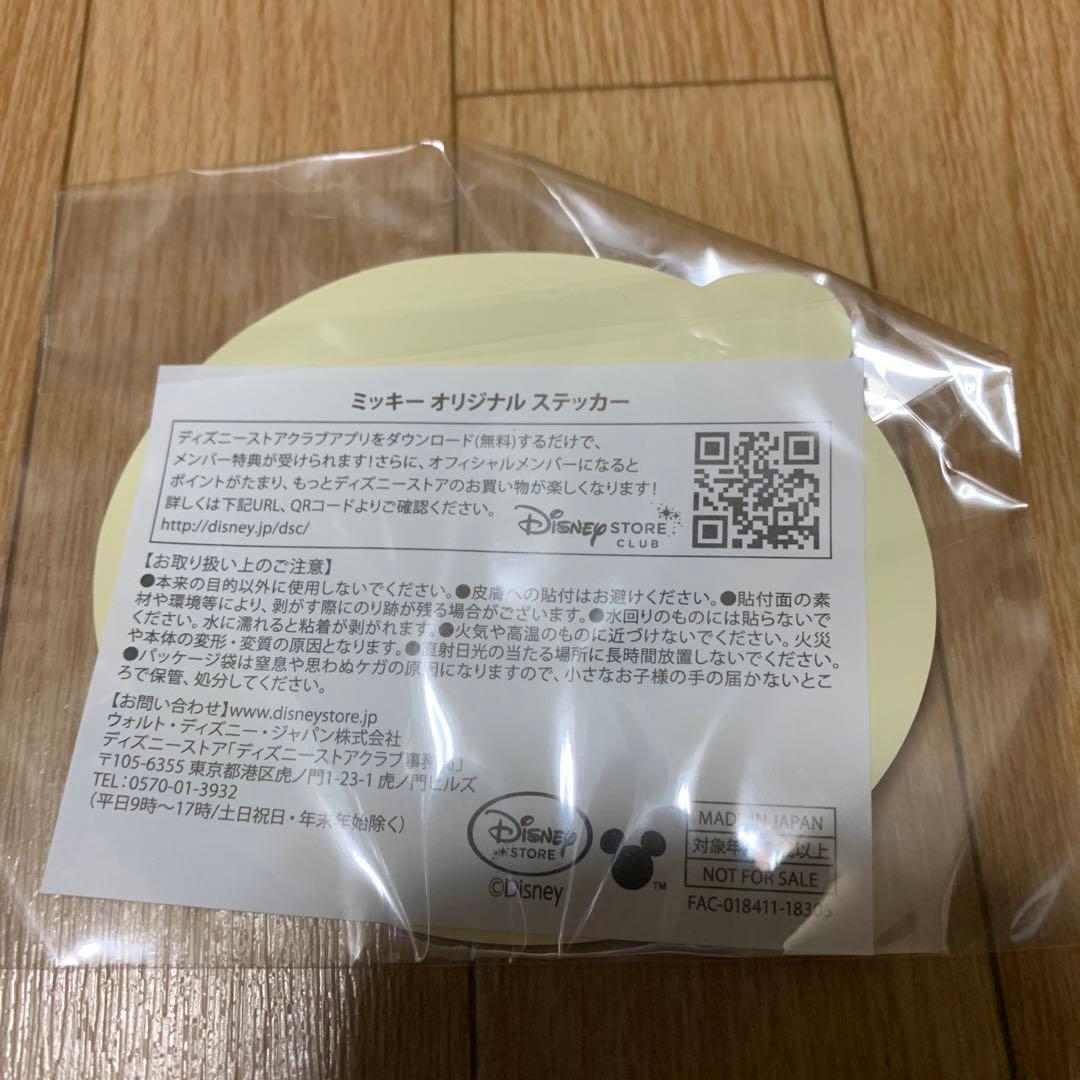 ミッキー オリジナル ステッカー
ディズニーストアクラブアプリをダウンロード(無料)するだけで、
メンバー特典が受けられます!さらに、オフィシャルメンバーになると
ポイントがたまり、もっとディズニーストアのお買い物が楽しくなります!
詳しくは下記URL、QRコードよりご確認ください。
http://disney.jp/dsc/
Disney STORE
CLUB
【お取り扱い上のご注意】
●本来の目的以外に使用しないでください。●皮膚への貼付はお避けください。●貼付面の素
材や環境等により、剥がす際にのり跡が残る場合がございます。●水回りのものには貼らないで
ください。水に濡れると粘着が剥がれます。●火気や高温のものに近づけないでください。火災
や本体の変形・変質の原因となります。●直射日光の当たる場所に長時間放置しないでください。
●パッケージ袋は窒息や思わぬケガの原因になりますので、小さなお子様の手の届かないとこ
ろで保管、処分してください。
【お問い合わせ】www.disneystore.jp
ウォルト・ディズニー・ジャパン株式会社
ディズニーストア「ディズニーストアクラブ事務局」
〒105-6355 東京都港区虎ノ門1-23-1 虎ノ門ヒルズ
TEL:0570-01-3932
(平日9時～17時/土日祝日・年末年始除く)
Disney
STORE
©Disney
TM
MADE IN JAPAN
対象年 以上
NOT FOR SALE
FAC-018411-18305